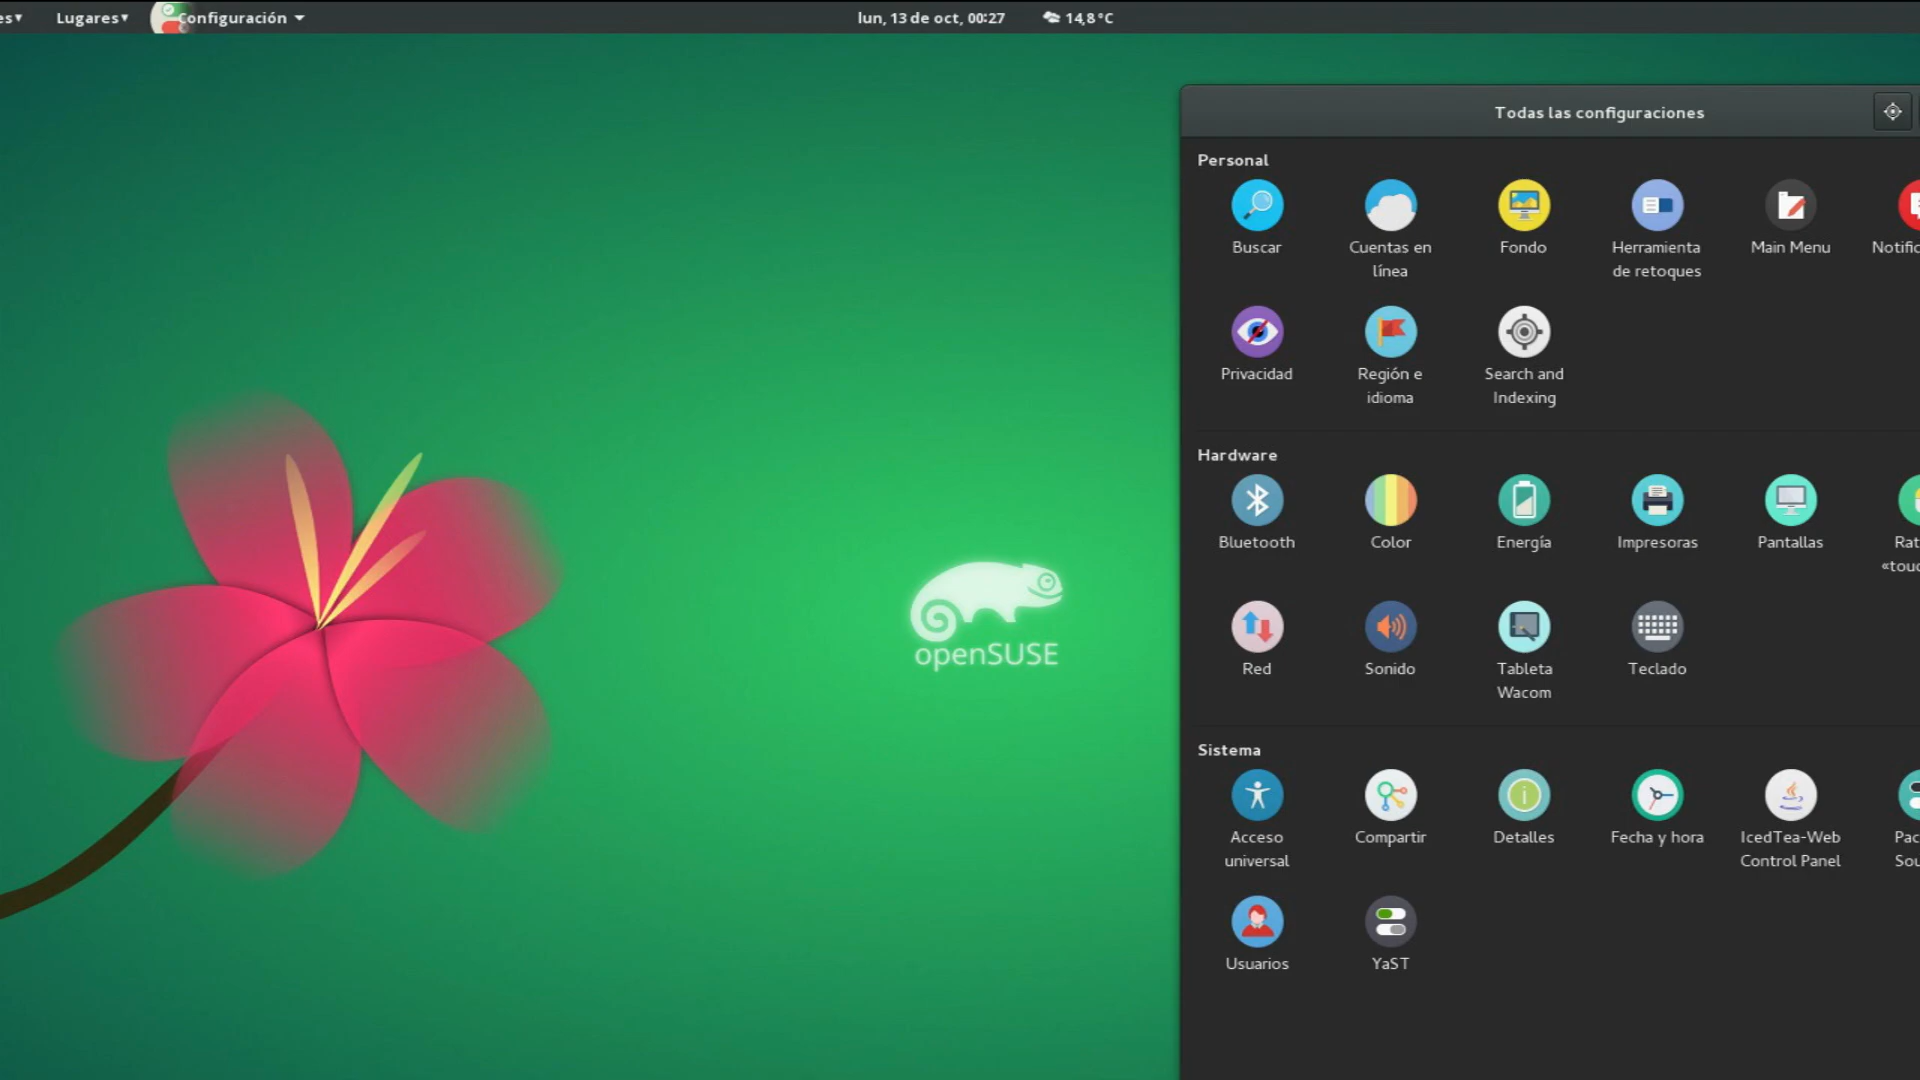 es Lugares Configuración lun, 13 de oct, 00:27 14,8 °C
Todas las configuraciones
Personal
Buscar
Cuentas en
línea
Fondo
Herramienta
de retoques
Main Menu
Notific
Privacidad
Región e
idioma
Search and
Indexing
Hardware
Bluetooth
Color
Energía
Impresoras
Pantallas
Rat
«touc
Red
Sonido
Tableta
Wacom
Teclado
Sistema
Acceso
universal
Compartir
Detalles
Fecha y hora
IcedTea-Web
Control Panel
Pac
Sou
Usuarios
YaST
openSUSE